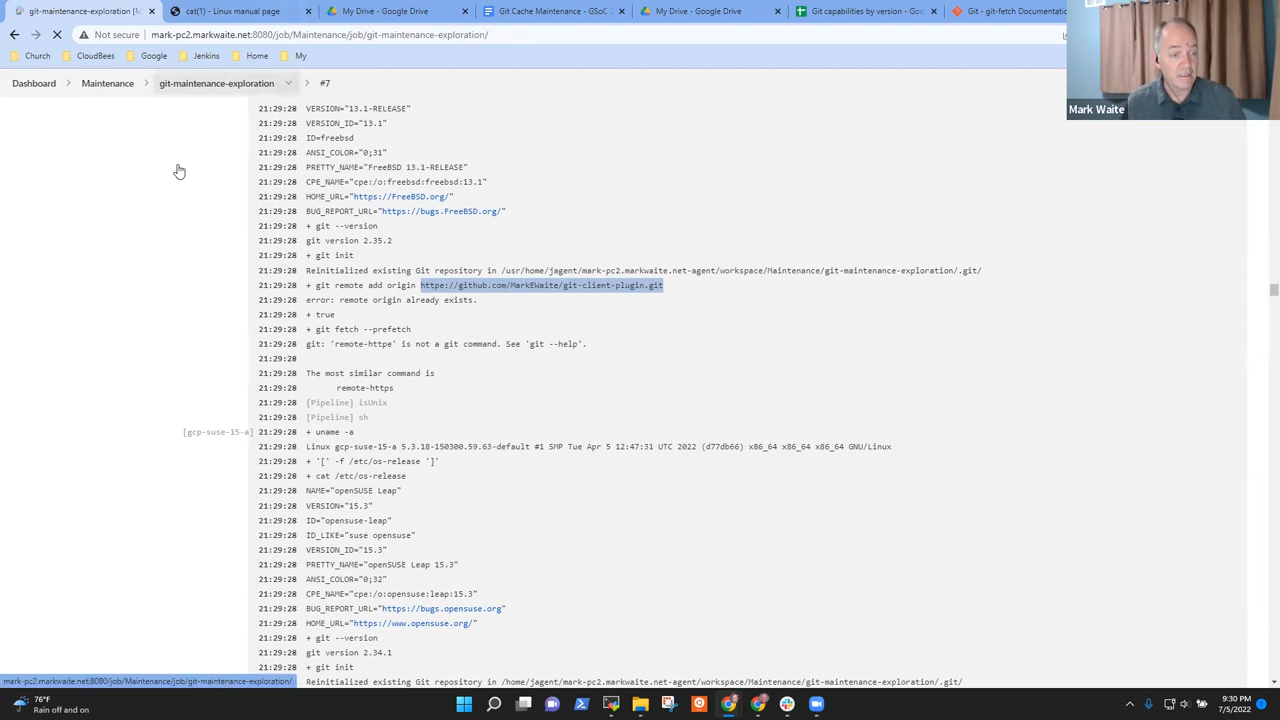 git-maintenance-exploration [M
cat(1) - Linux manual page
My Drive - Google Drive
Git Cache Maintenance - GSoC
My Drive - Google Drive
Git capabilities by version - Goo
Git - git-fetch Documentation
Not secure
mark-pc2.markwaite.net:8080/job/Maintenance/job/git-maintenance-exploration/
Church
CloudBees
Google
Jenkins
Home
My
Dashboard
Maintenance
git-maintenance-exploration
#7
Mark Waite
21:29:28 VERSION="13.1-RELEASE"
21:29:28 VERSION_ID="13.1"
21:29:28 ID=freebsd
21:29:28 ANSI_COLOR="0;31"
21:29:28 PRETTY_NAME="FreeBSD 13.1-RELEASE"
21:29:28 CPE_NAME="cpe:/o:freebsd:freebsd:13.1"
21:29:28 HOME_URL="https://FreeBSD.org/"
21:29:28 BUG_REPORT_URL="https://bugs.FreeBSD.org/"
21:29:28 + git --version
21:29:28 git version 2.35.2
21:29:28 + git init
21:29:28 Reinitialized existing Git repository in /usr/home/jagent/mark-pc2.markwaite.net-agent/workspace/Maintenance/git-maintenance-exploration/.git/
21:29:28 + git remote add origin httpe://github.com/MarkEWaite/git-client-plugin.git
21:29:28 error: remote origin already exists.
21:29:28 + true
21:29:28 + git fetch --prefetch
21:29:28 git: 'remote-httpe' is not a git command. See 'git --help'.
21:29:28
21:29:28 The most similar command is
21:29:28 remote-https
21:29:28 [Pipeline] isUnix
21:29:28 [Pipeline] sh
[gcp-suse-15-a] 21:29:28 + uname -a
21:29:28 Linux gcp-suse-15-a 5.3.18-150300.59.63-default #1 SMP Tue Apr 5 12:47:31 UTC 2022 (d77db66) x86_64 x86_64 x86_64 GNU/Linux
21:29:28 + '[' -f /etc/os-release ']'
21:29:28 + cat /etc/os-release
21:29:28 NAME="openSUSE Leap"
21:29:28 VERSION="15.3"
21:29:28 ID="opensuse-leap"
21:29:28 ID_LIKE="suse opensuse"
21:29:28 VERSION_ID="15.3"
21:29:28 PRETTY_NAME="openSUSE Leap 15.3"
21:29:28 ANSI_COLOR="0;32"
21:29:28 CPE_NAME="cpe:/o:opensuse:leap:15.3"
21:29:28 BUG_REPORT_URL="https://bugs.opensuse.org"
21:29:28 HOME_URL="https://www.opensuse.org/"
21:29:28 + git --version
21:29:28 git version 2.34.1
21:29:28 + git init
21:29:28 Reinitialized existing Git repository in /home/jagent/mark-pc2.markwaite.net-agent/workspace/Maintenance/git-maintenance-exploration/.git/
mark-pc2.markwaite.net:8080/job/Maintenance/job/git-maintenance-exploration/
76°F
Rain off and on
9:30 PM
7/5/2022